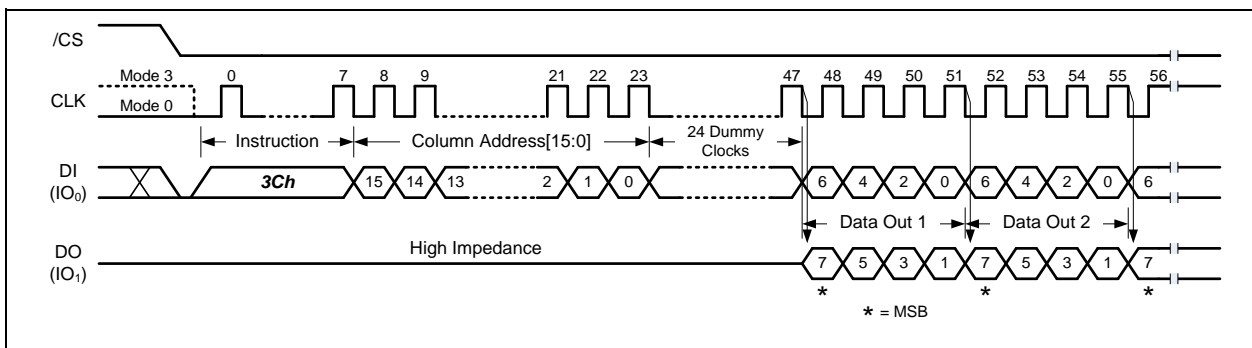 /CS
Mode 3 0 7 8 9 21 22 23 47 48 49 50 51 52 53 54 55 56
CLK Mode 0
Instruction Column Address[15:0] 24 Dummy
Clocks
DI
(IO0) 3Ch 15 14 13 2 1 0 6 4 2 0 6 4 2 0 6
Data Out 1 Data Out 2
DO
(IO1) High Impedance 7 5 3 1 7 5 3 1 7
* * *
* = MSB